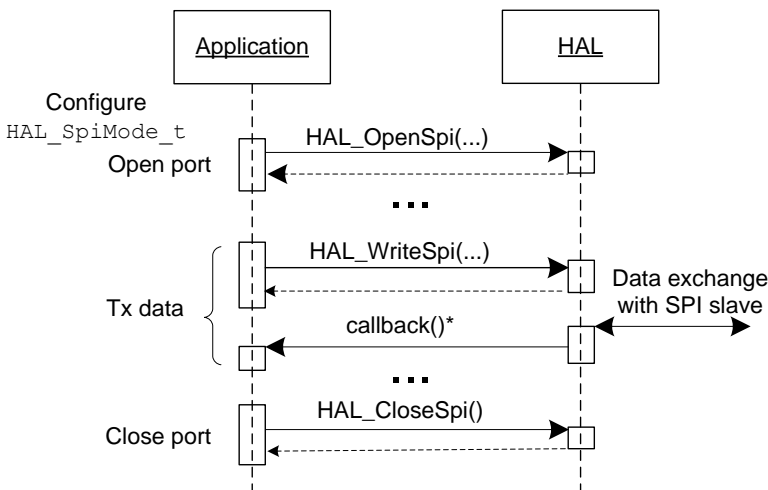 Application
HAL
Configure
HAL_SpiMode_t
Open port
HAL_OpenSpi(...)
...
HAL_WriteSpi(...)
Data exchange
with SPI slave
Tx data
callback()*
...
HAL_CloseSpi()
Close port